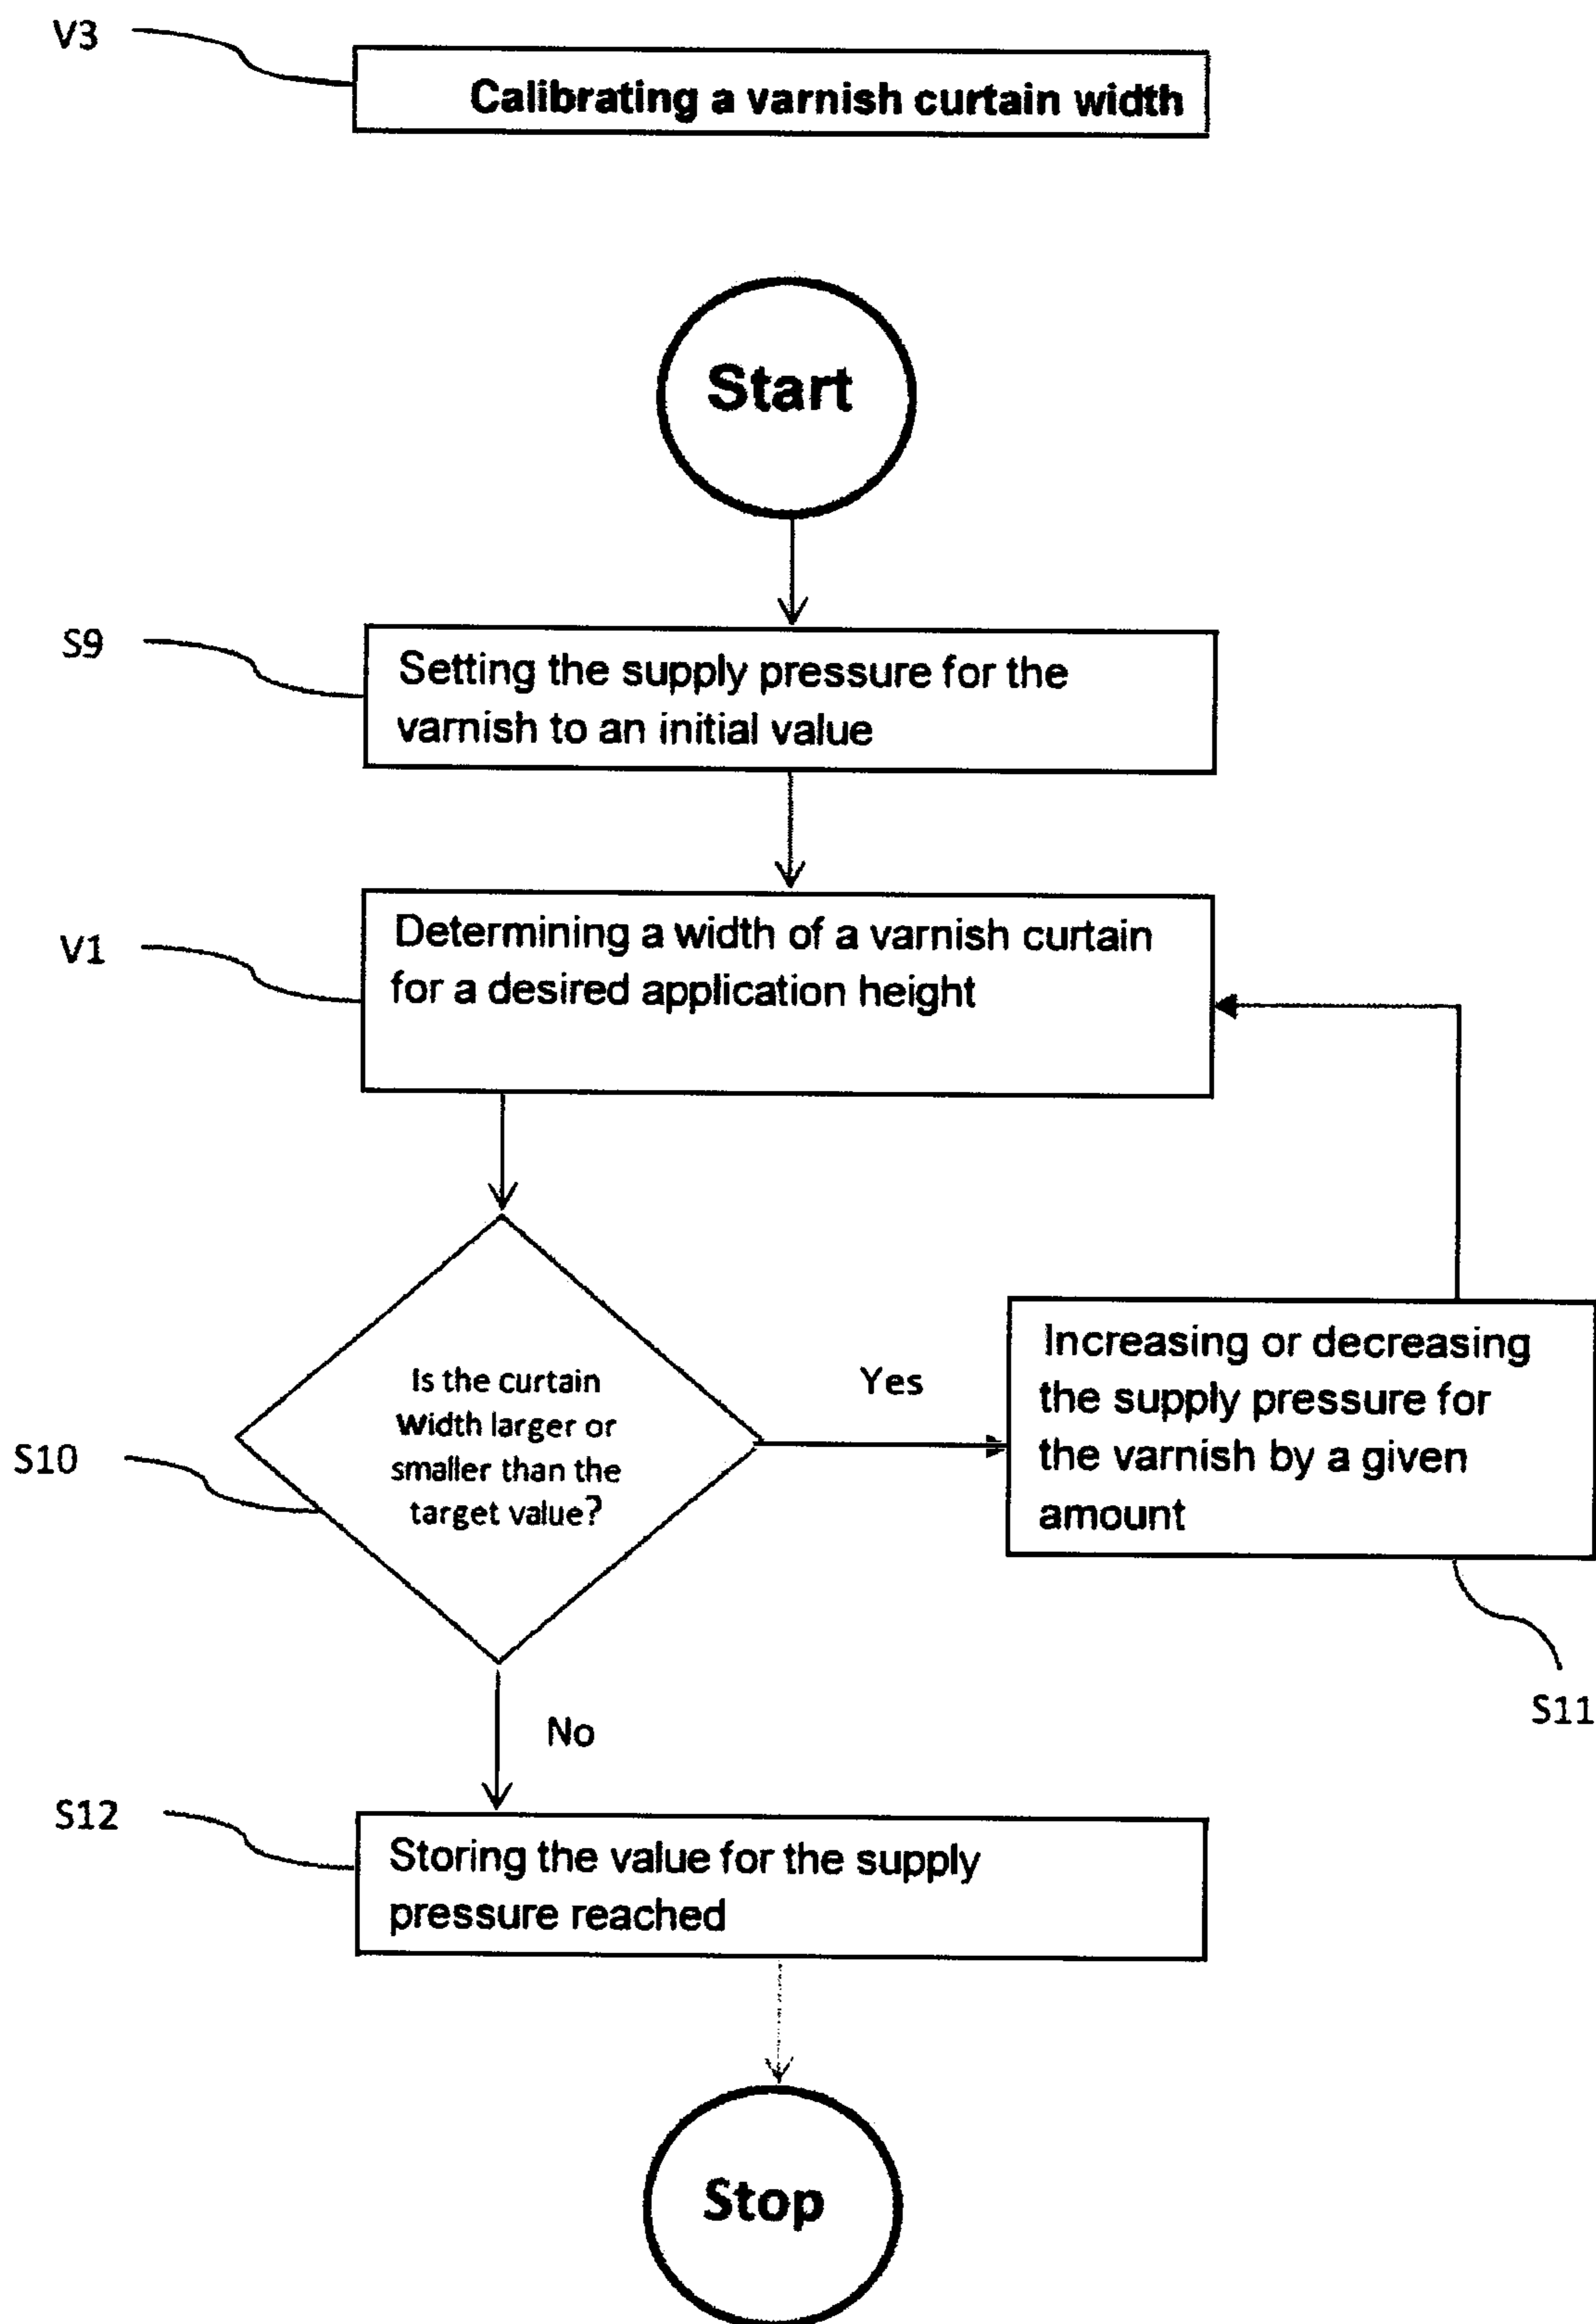 V3
Calibrating a varnish curtain width
Start
S9
Setting the supply pressure for the
varnish to an initial value
V1
Determining a width of a varnish curtain
for a desired application height
S10
Is the curtain
Width larger or
smaller than the
target value?
Yes
Increasing or decreasing
the supply pressure for
the varnish by a given
amount
S11
No
S12
Storing the value for the supply
pressure reached
Stop